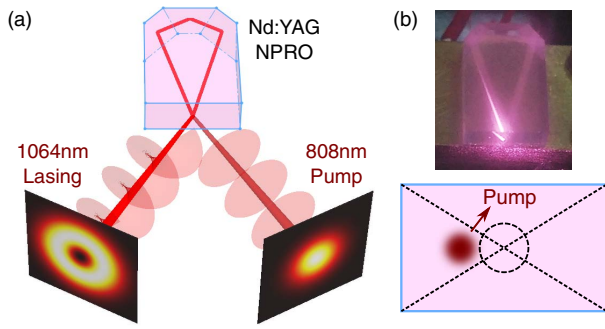 (a)
Nd:YAG
NPRO
1064nm
Lasing
808nm
Pump
(b)
Pump